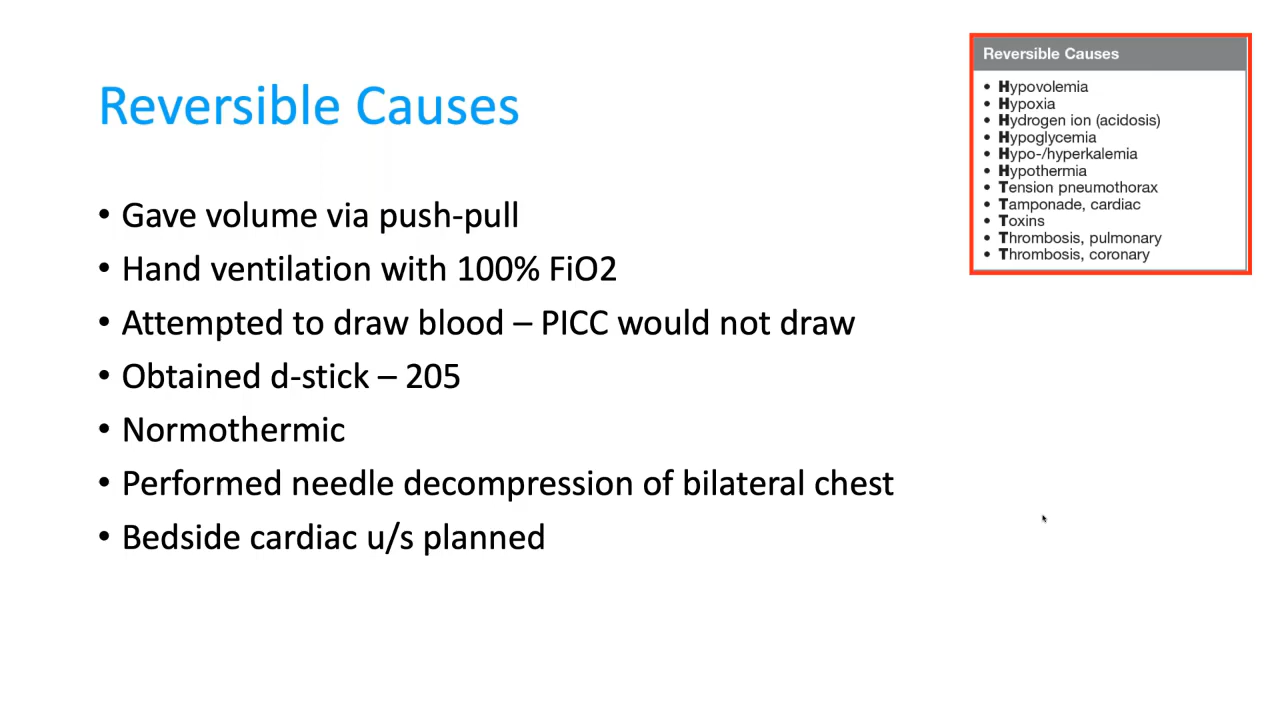 Reversible Causes
• Gave volume via push-pull
• Hand ventilation with 100% FiO2
• Attempted to draw blood – PICC would not draw
• Obtained d-stick – 205
• Normothermic
• Performed needle decompression of bilateral chest
• Bedside cardiac u/s planned
Reversible Causes
• Hypovolemia
• Hypoxia
• Hydrogen ion (acidosis)
• Hypoglycemia
• Hypo-/hyperkalemia
• Hypothermia
• Tension pneumothorax
• Tamponade, cardiac
• Toxins
• Thrombosis, pulmonary
• Thrombosis, coronary